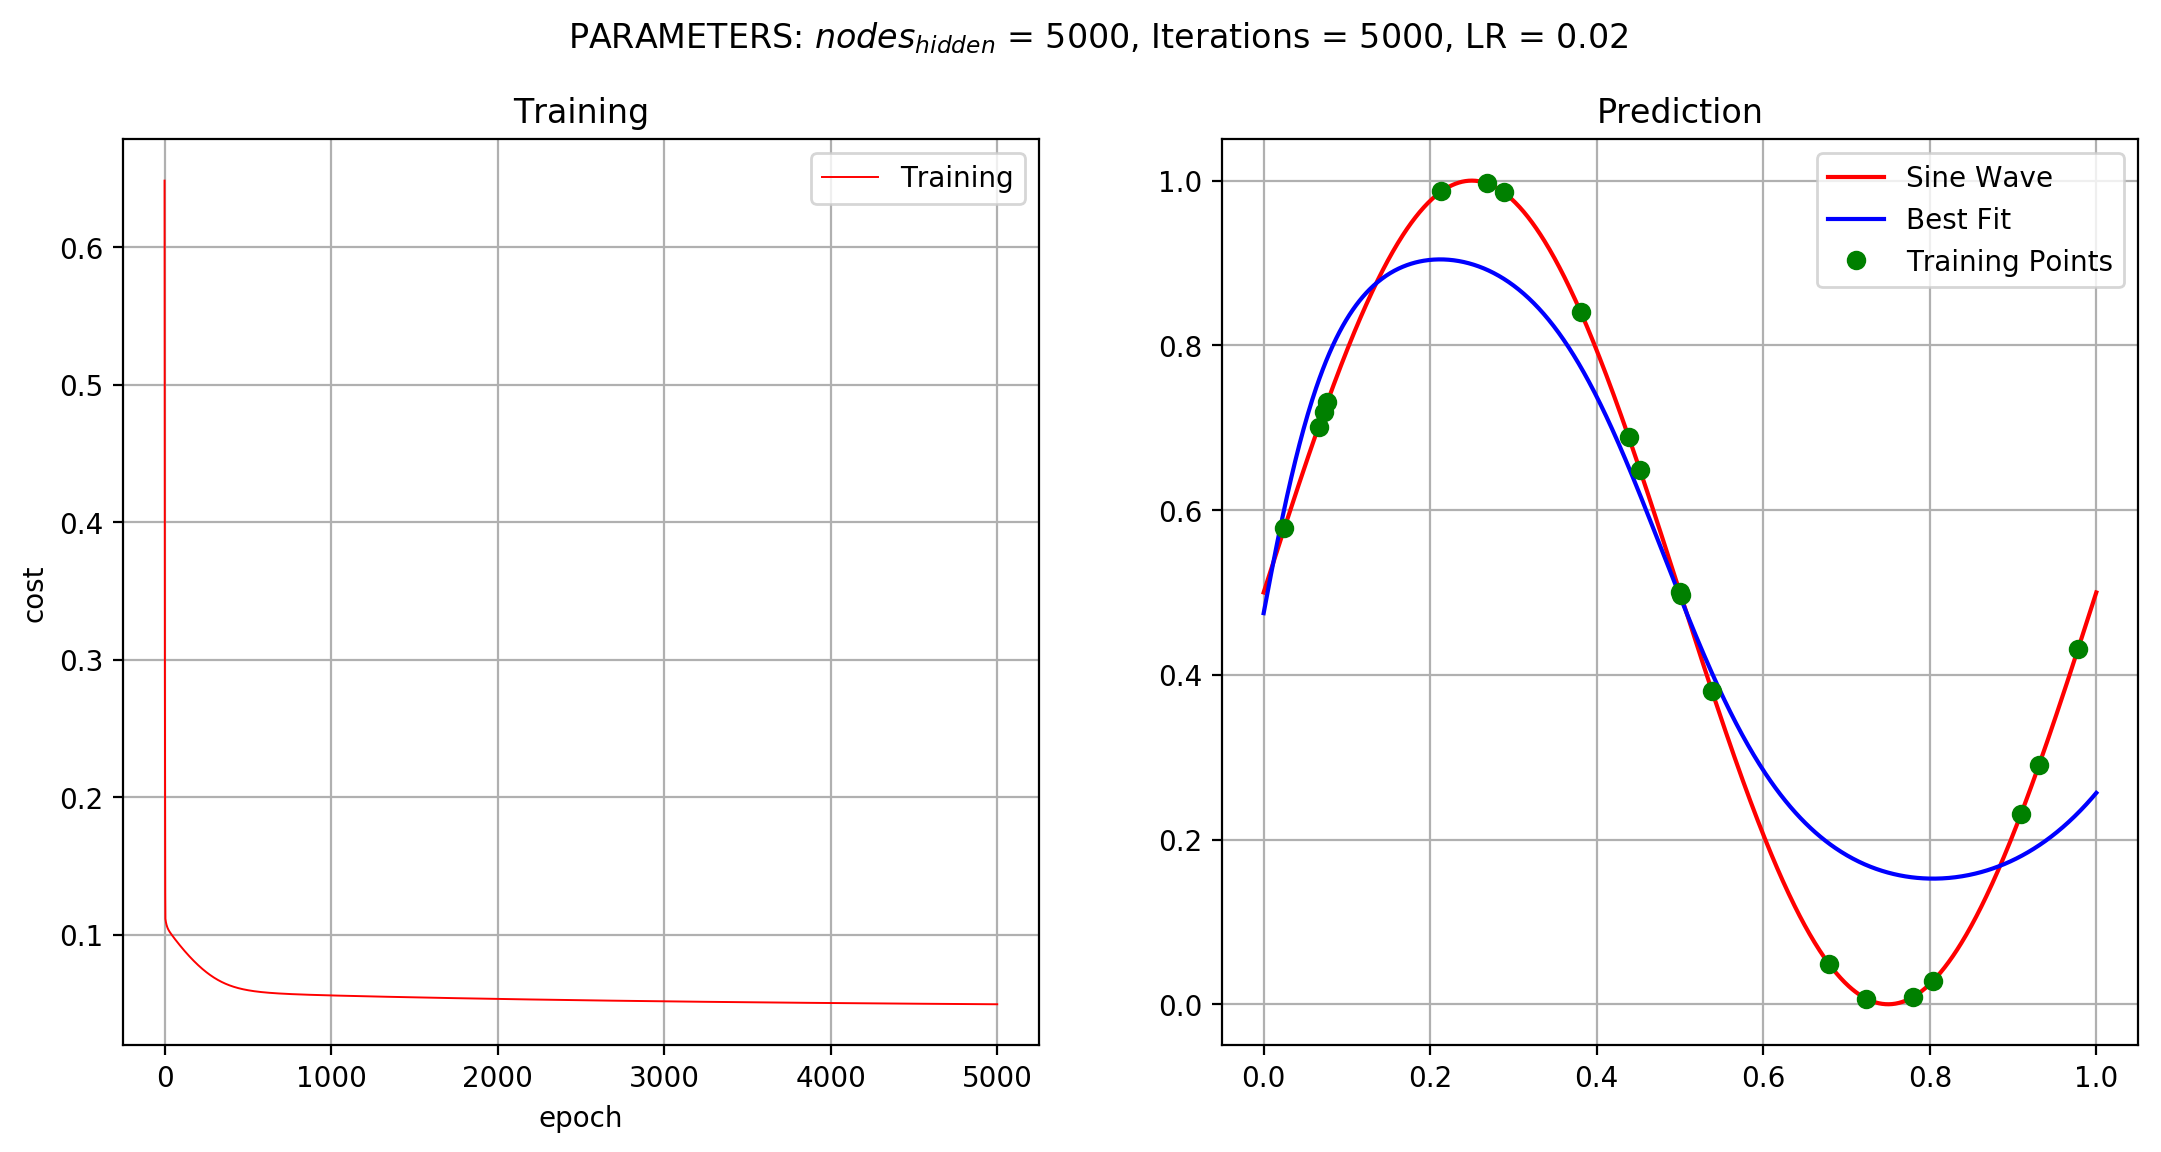 PARAMETERS: nodes_hidden = 5000, Iterations = 5000, LR = 0.02
Training
Training
0.6
0.5
0.4
0.3
0.2
0.1
cost
0 1000 2000 3000 4000 5000
epoch
Prediction
Sine Wave
Best Fit
Training Points
1.0
0.8
0.6
0.4
0.2
0.0
0.0 0.2 0.4 0.6 0.8 1.0